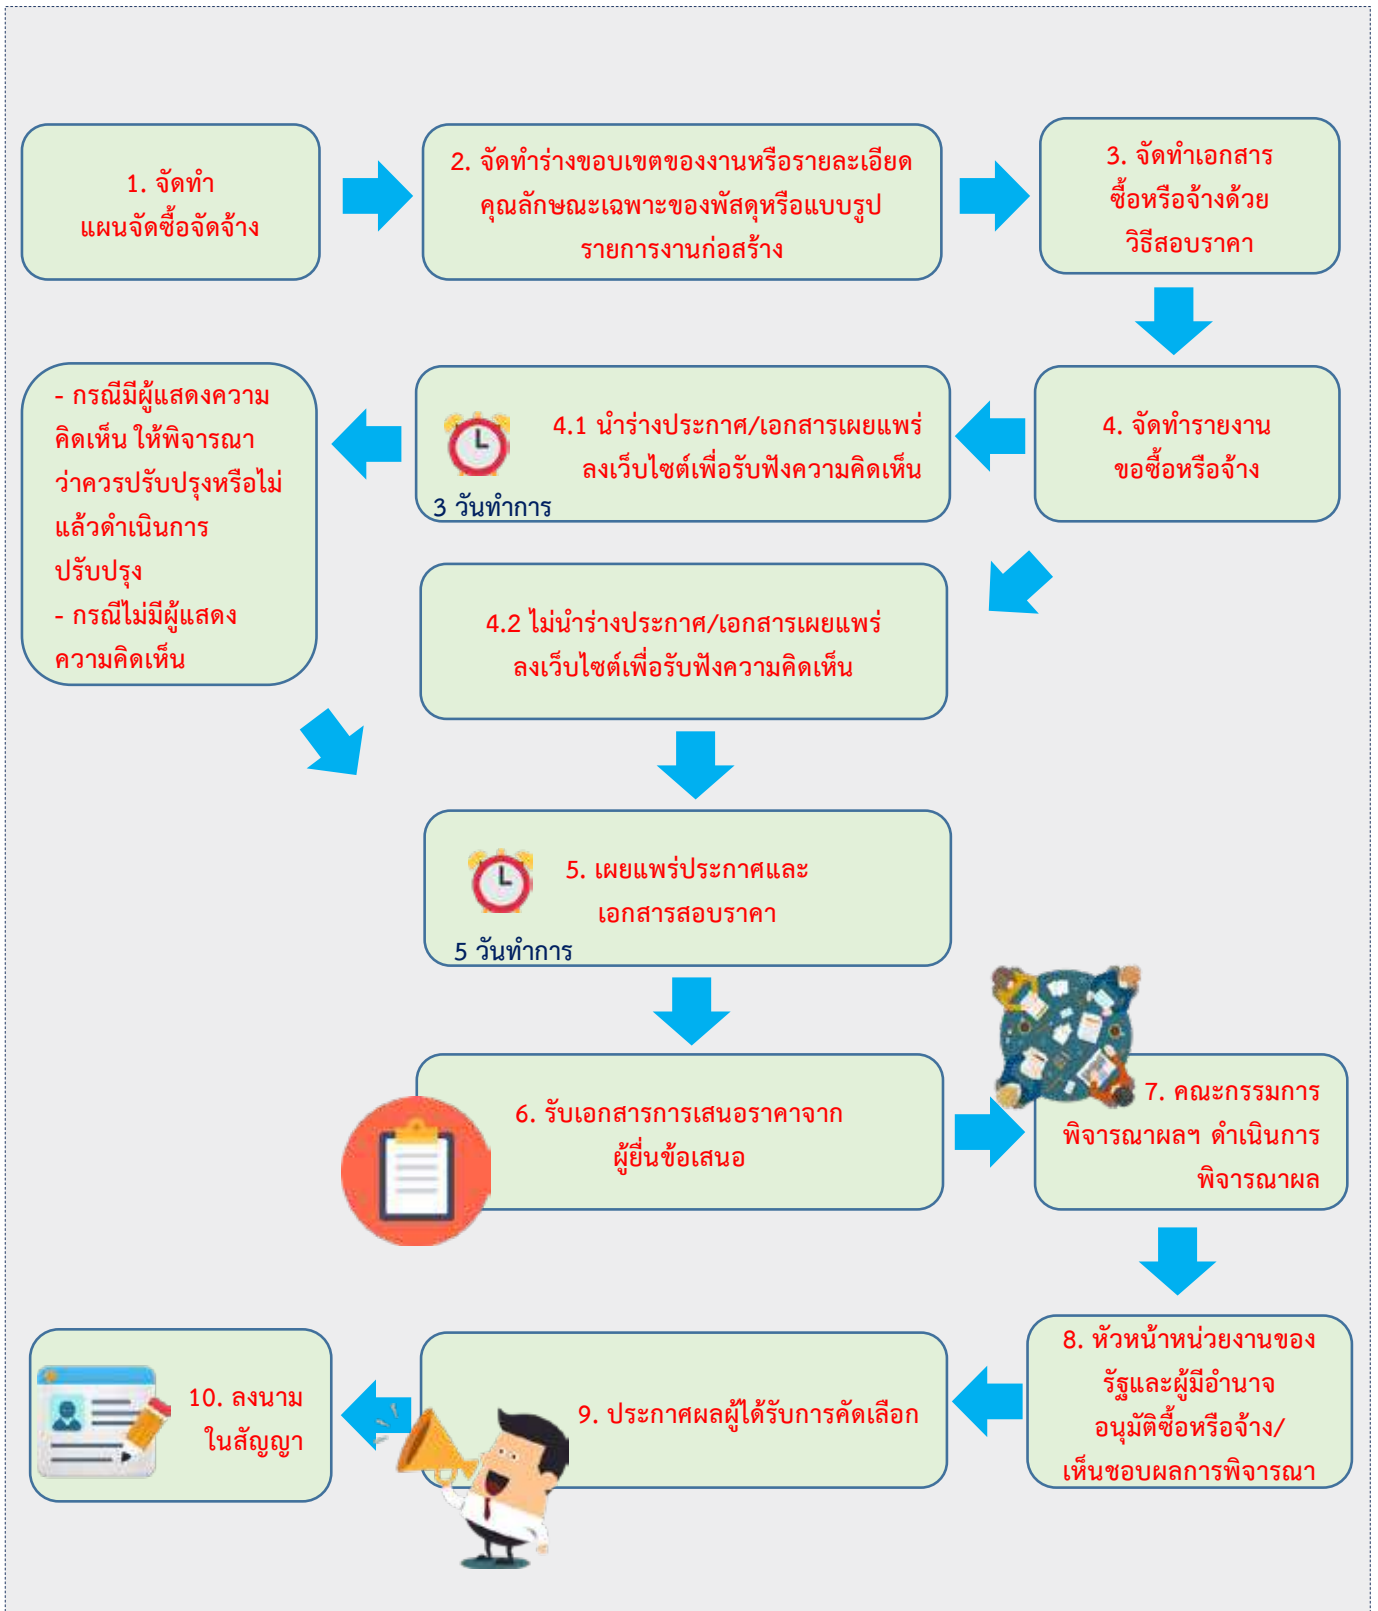 1. จัดทำ
แผนจัดซื้อจัดจ้าง
2. จัดทำร่างขอบเขตของงานหรือรายละเอียด
คุณลักษณะเฉพาะของพัสดุหรือแบบรูป
รายการงานก่อสร้าง
3. จัดทำเอกสาร
ซื้อหรือจ้างด้วย
วิธีสอบราคา
4. จัดทำรายงาน
ขอซื้อหรือจ้าง
4.1 นำร่างประกาศ/เอกสารเผยแพร่
ลงเว็บไซต์เพื่อรับฟังความคิดเห็น
3 วันทำการ
- กรณีมีผู้แสดงความ
คิดเห็น ให้พิจารณา
ว่าควรปรับปรุงหรือไม่
แล้วดำเนินการ
ปรับปรุง
- กรณีไม่มีผู้แสดง
ความคิดเห็น
4.2 ไม่นำร่างประกาศ/เอกสารเผยแพร่
ลงเว็บไซต์เพื่อรับฟังความคิดเห็น
5. เผยแพร่ประกาศและ
เอกสารสอบราคา
5 วันทำการ
6. รับเอกสารการเสนอราคาจาก
ผู้ยื่นข้อเสนอ
7. คณะกรรมการ
พิจารณาผลฯ ดำเนินการ
พิจารณาผล
8. หัวหน้าหน่วยงานของ
รัฐและผู้มีอำนาจ
อนุมัติซื้อหรือจ้าง/
เห็นชอบผลการพิจารณา
9. ประกาศผลผู้ได้รับการคัดเลือก
10. ลงนาม
ในสัญญา